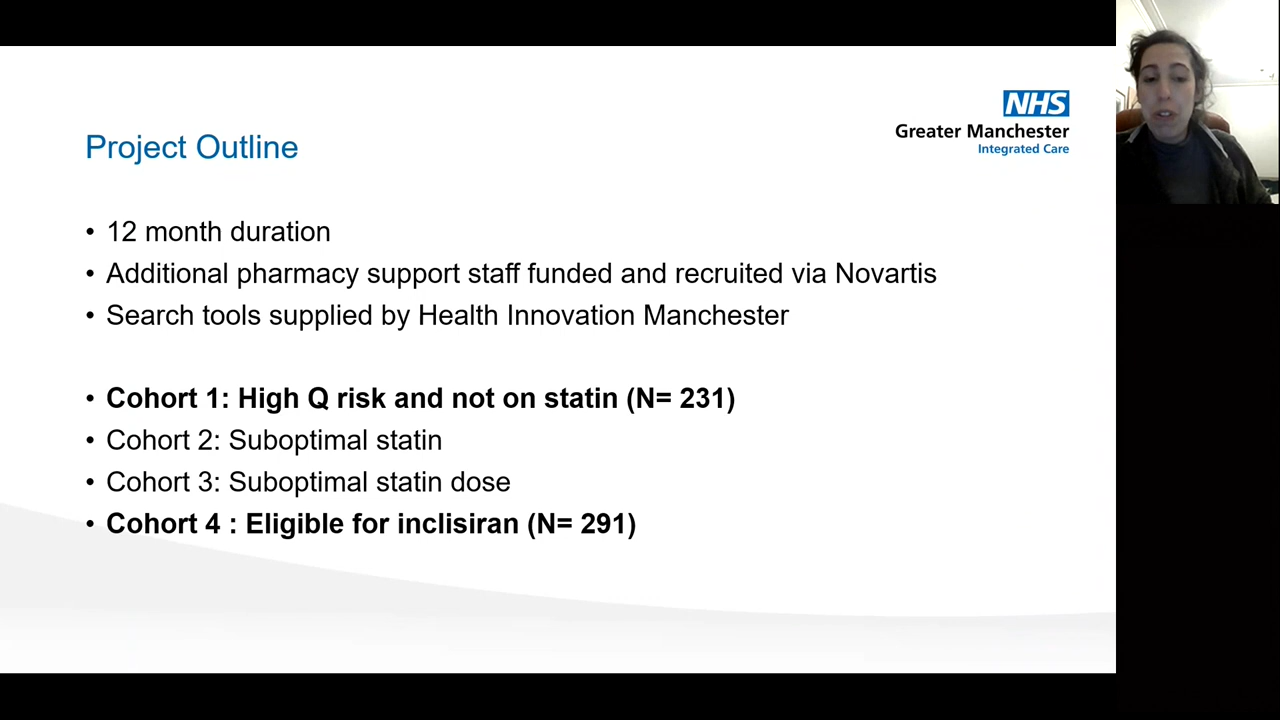 NHS
Greater Manchester
Integrated Care
Project Outline
• 12 month duration
• Additional pharmacy support staff funded and recruited via Novartis
• Search tools supplied by Health Innovation Manchester
• Cohort 1: High Q risk and not on statin (N= 231)
• Cohort 2: Suboptimal statin
• Cohort 3: Suboptimal statin dose
• Cohort 4 : Eligible for inclisiran (N= 291)